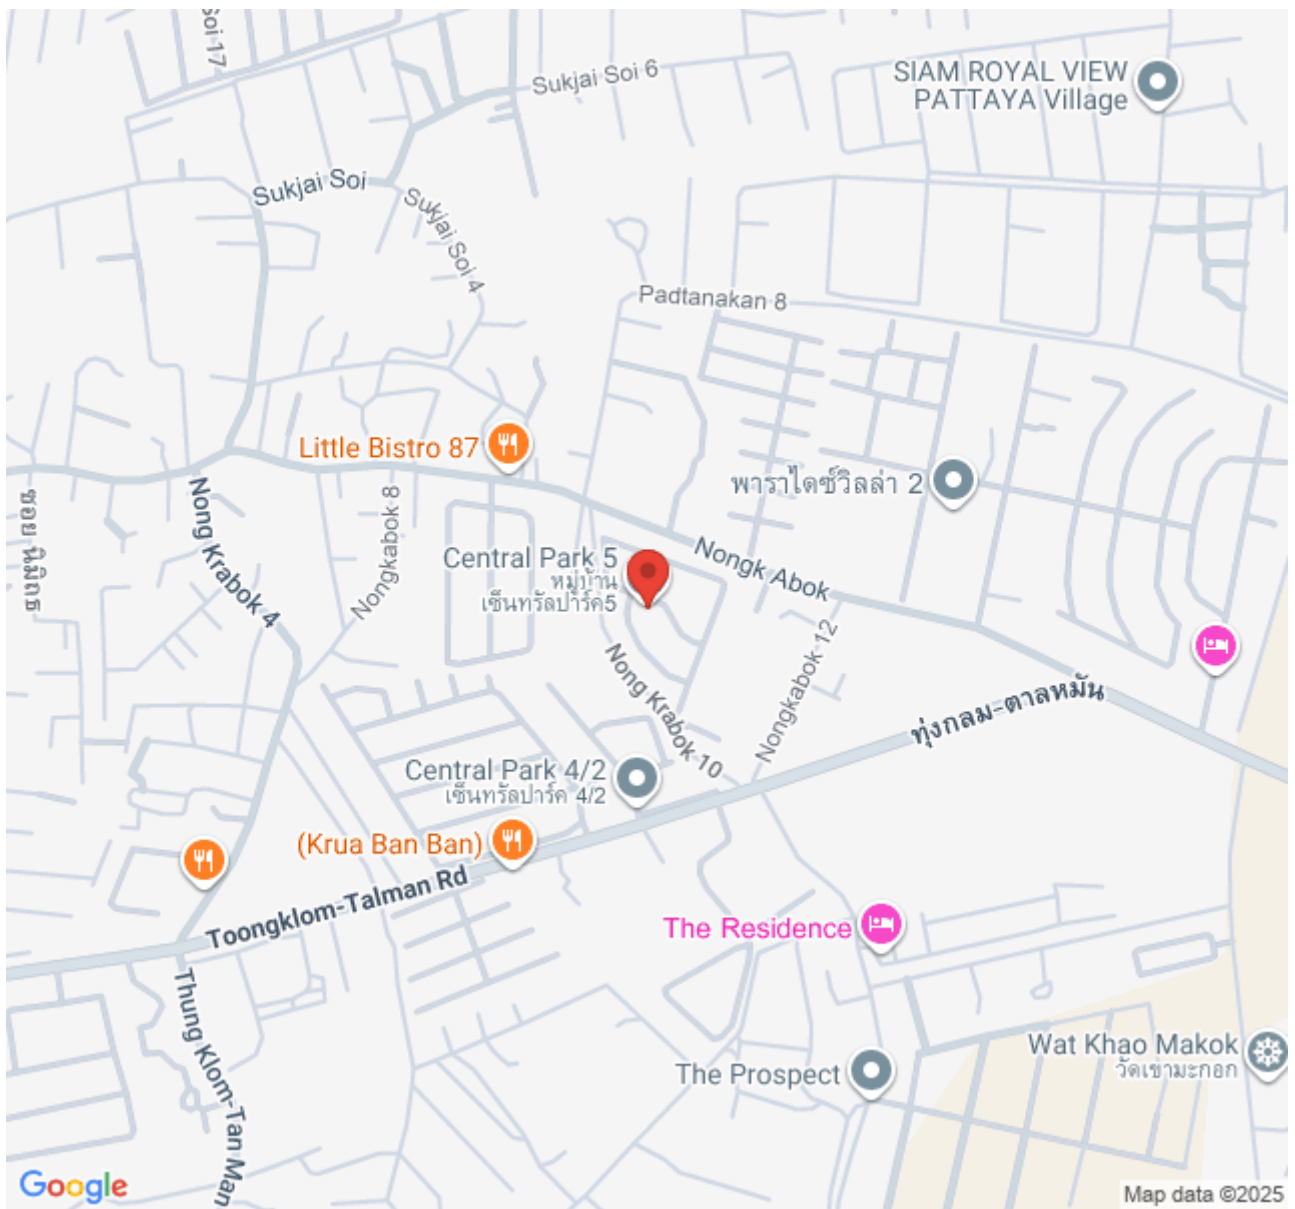 Soi 17
Sukjai Soi 6
SIAM ROYAL VIEW
PATTAYA Village
Sukjai Soi
Sukjai Soi 4
Padtanakan 8
Little Bistro 87
พาราไดซ์วิลล่า 2
ซอย นิมิตร
Nong Krabok 4
Nongkabok 8
Central Park 5
หมู่บ้าน
เซ็นทรัลปาร์ค5
Nongk Abok
Nong Krabok 10
Nongkabok 12
ทุ่งกลม-ตาลหมัน
Central Park 4/2
เซ็นทรัลปาร์ค 4/2
(Krua Ban Ban)
Toongklom-Talman Rd
The Residence
Thung Klom-Tan Man
The Prospect
Wat Khao Makok
วัดเขามะกอก
Google
Map data ©2025